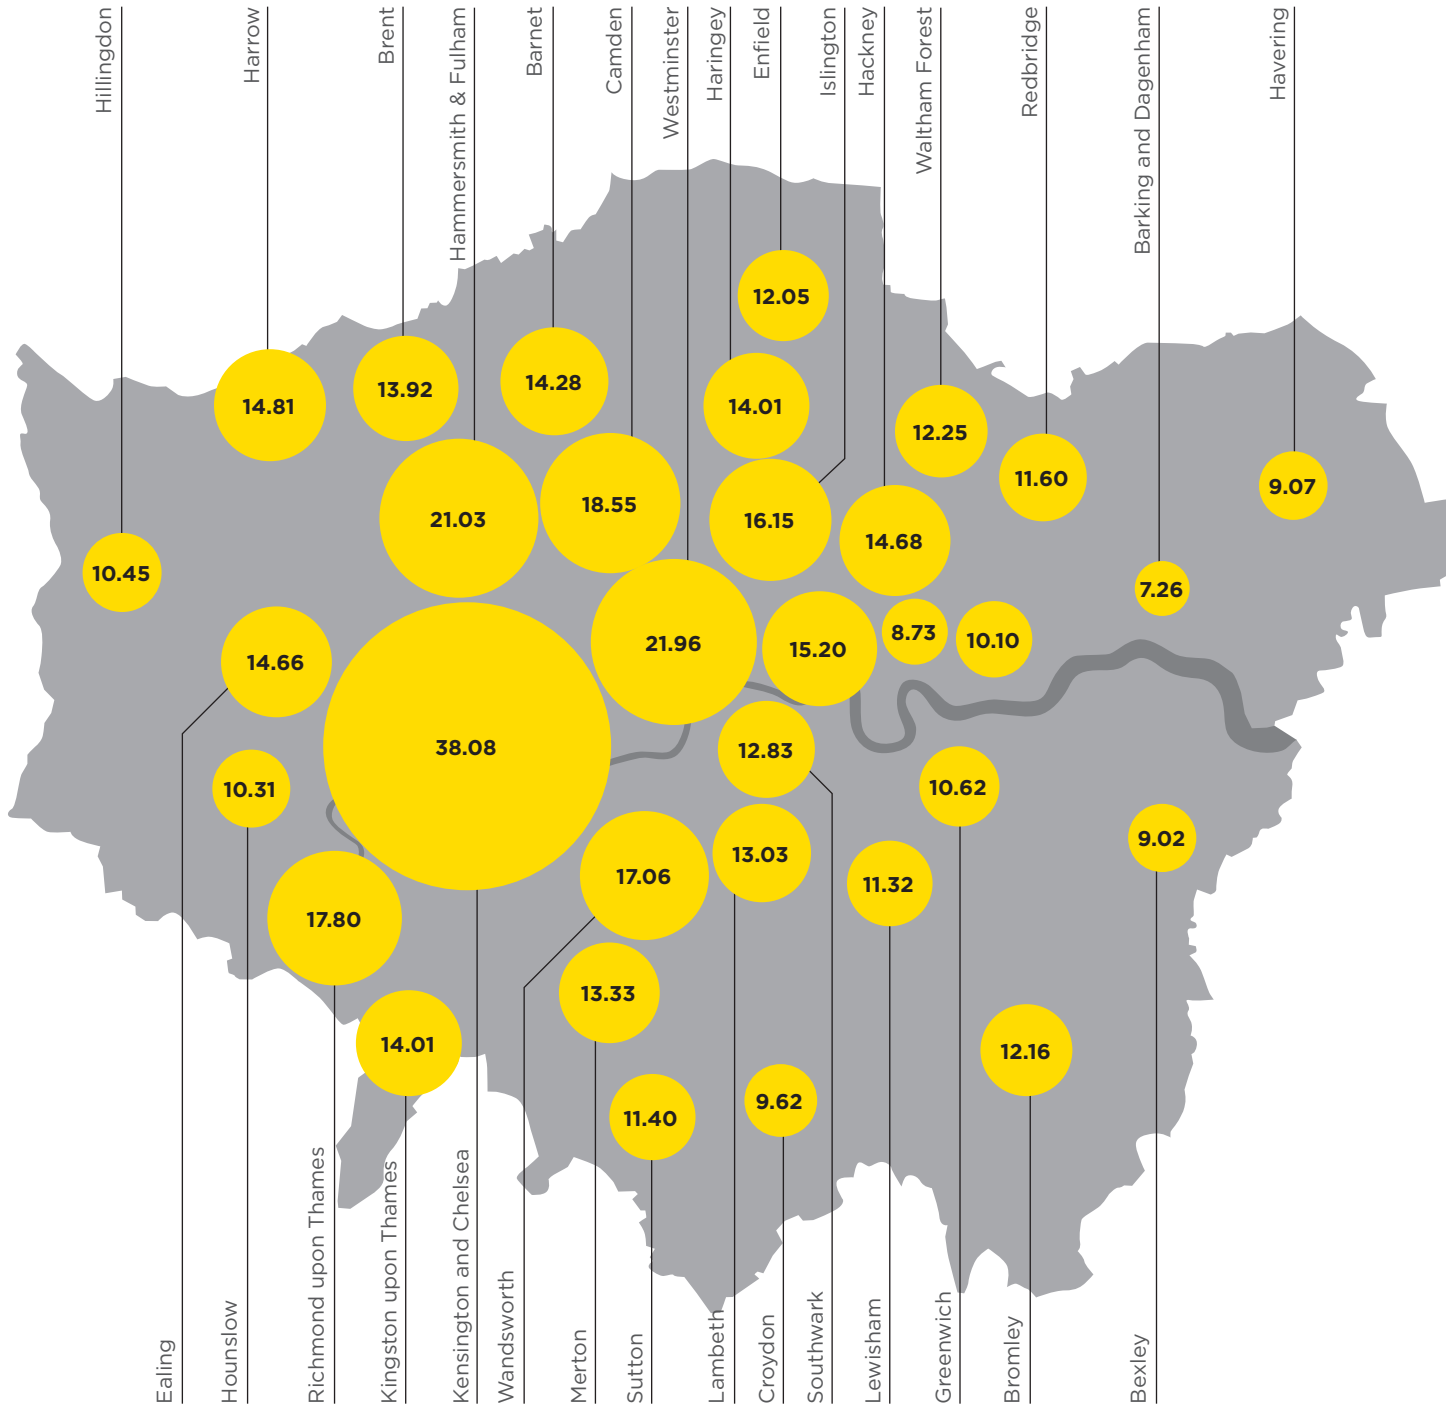 Hillingdon
Harrow
Brent
Hammersmith & Fulham
Barnet
Camden
Westminster
Haringey
Enfield
Islington
Hackney
Waltham Forest
Redbridge
Barking and Dagenham
Havering
12.05
14.81
13.92
14.28
14.01
12.25
11.60
9.07
21.03
18.55
16.15
14.68
10.45
7.26
14.66
21.96
15.20
8.73
10.10
38.08
12.83
10.31
10.62
17.06
13.03
9.02
17.80
11.32
13.33
14.01
12.16
11.40
9.62
Ealing
Hounslow
Richmond upon Thames
Kingston upon Thames
Kensington and Chelsea
Wandsworth
Merton
Sutton
Lambeth
Croydon
Southwark
Lewisham
Greenwich
Bromley
Bexley